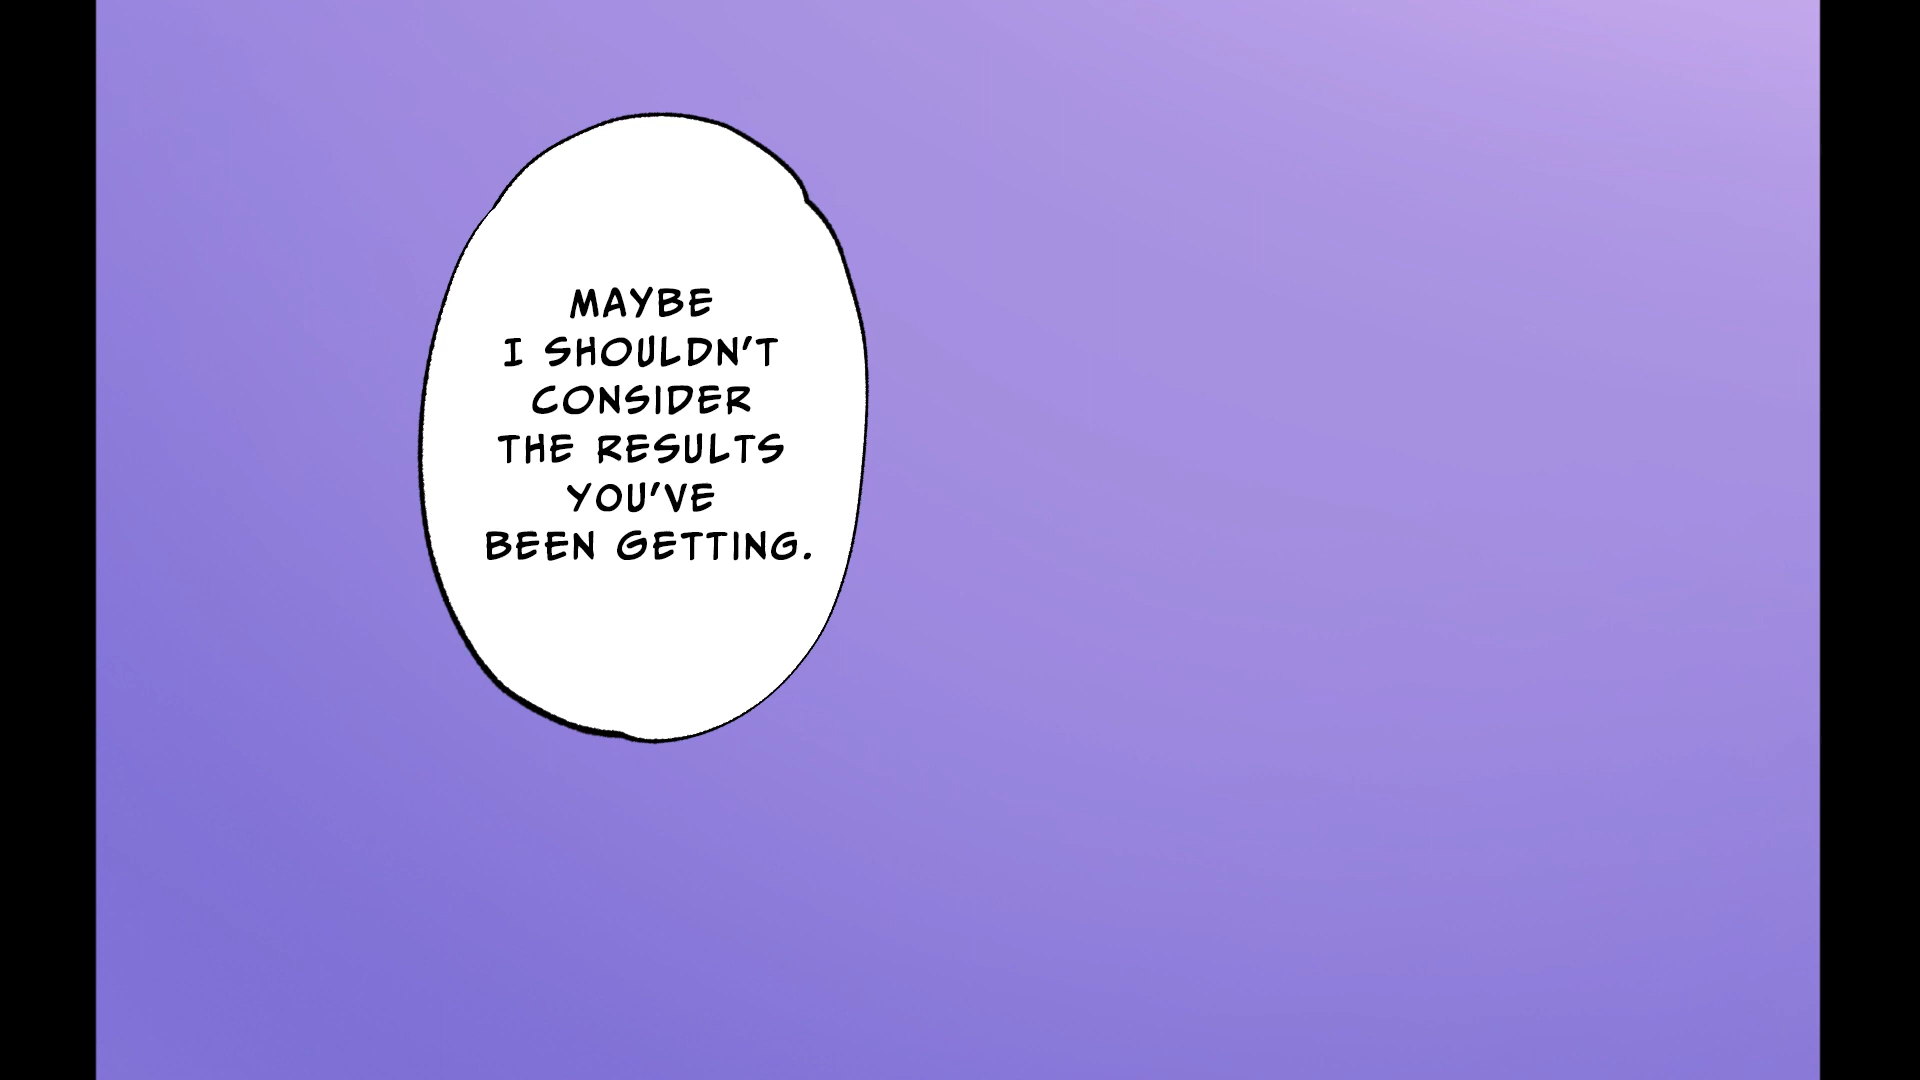 MAYBE
I SHOULDN'T
CONSIDER
THE RESULTS
YOU'VE
BEEN GETTING.